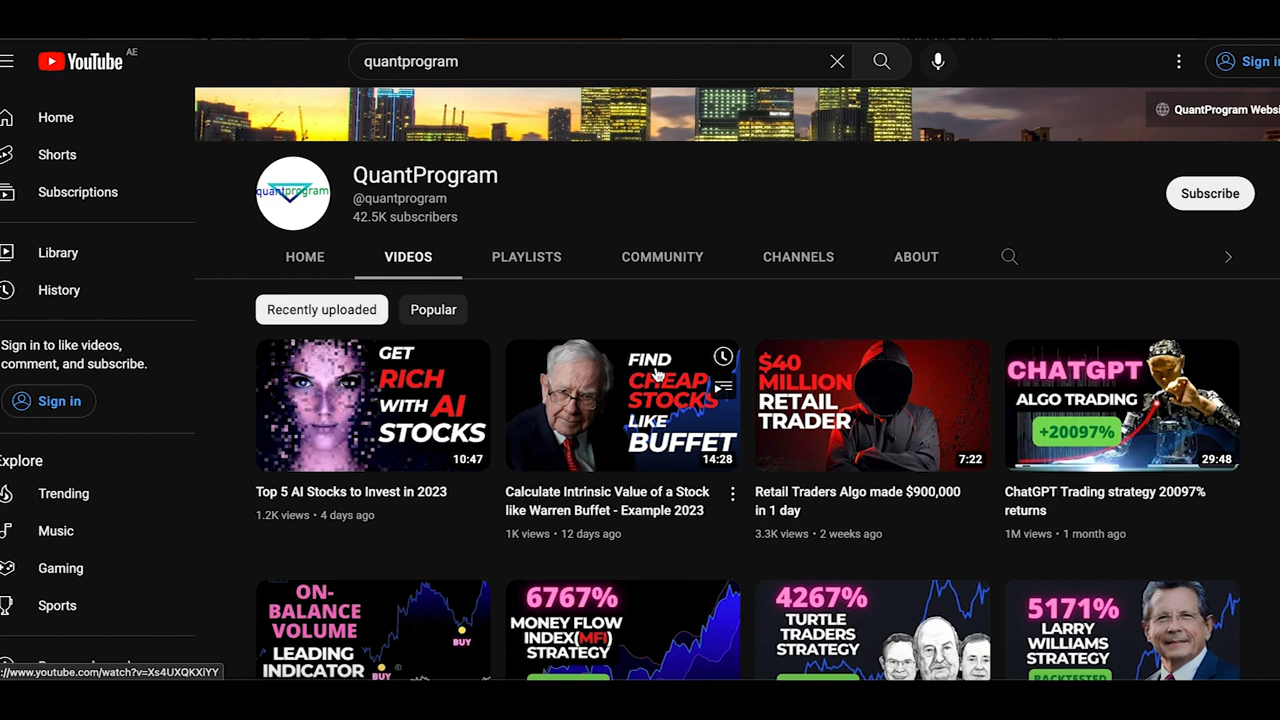 YouTube AE
quantprogram
Sign in
Home
Shorts
Subscriptions
Library
History
Sign in to like videos,
comment, and subscribe.
Sign in
Explore
Trending
Music
Gaming
Sports
QuantProgram Websi
quantprogram
QuantProgram
@quantprogram
42.5K subscribers
Subscribe
HOME
VIDEOS
PLAYLISTS
COMMUNITY
CHANNELS
ABOUT
Recently uploaded
Popular
GET
RICH
WITH AI
STOCKS
10:47
Top 5 AI Stocks to Invest in 2023
1.2K views • 4 days ago
FIND
CHEAP
STOCKS
LIKE
BUFFET
14:28
Calculate Intrinsic Value of a Stock
like Warren Buffet - Example 2023
1K views • 12 days ago
$40
MILLION
RETAIL
TRADER
7:22
Retail Traders Algo made $900,000
in 1 day
3.3K views • 2 weeks ago
CHATGPT
ALGO TRADING
+20097%
29:48
ChatGPT Trading strategy 20097%
returns
1M views • 1 month ago
ON-
BALANCE
VOLUME
LEADING
INDICATOR
BUY
BUY
6767%
MONEY FLOW
INDEX(MFI)
STRATEGY
4267%
TURTLE
TRADERS
STRATEGY
5171%
LARRY
WILLIAMS
STRATEGY
BACKTESTED
://www.youtube.com/watch?v=Xs4UXQKXiYY